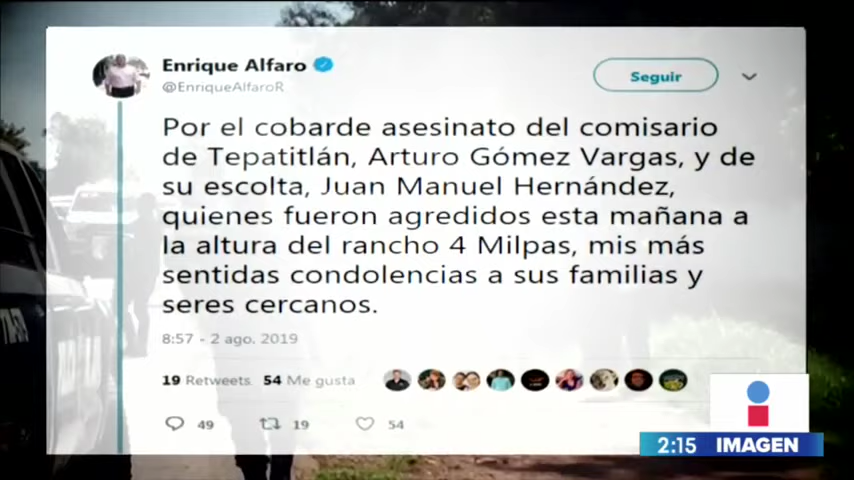 Enrique Alfaro
@EnriqueAlfaroR
Seguir
Por el cobarde asesinato del comisario
de Tepatitlán, Arturo Gómez Vargas, y de
su escolta, Juan Manuel Hernández,
quienes fueron agredidos esta mañana a
la altura del rancho 4 Milpas, mis más
sentidas condolencias a sus familias y
seres cercanos.
8:57 - 2 ago. 2019
19 Retweets 54 Me gusta
49 19 54
2:15 IMAGEN